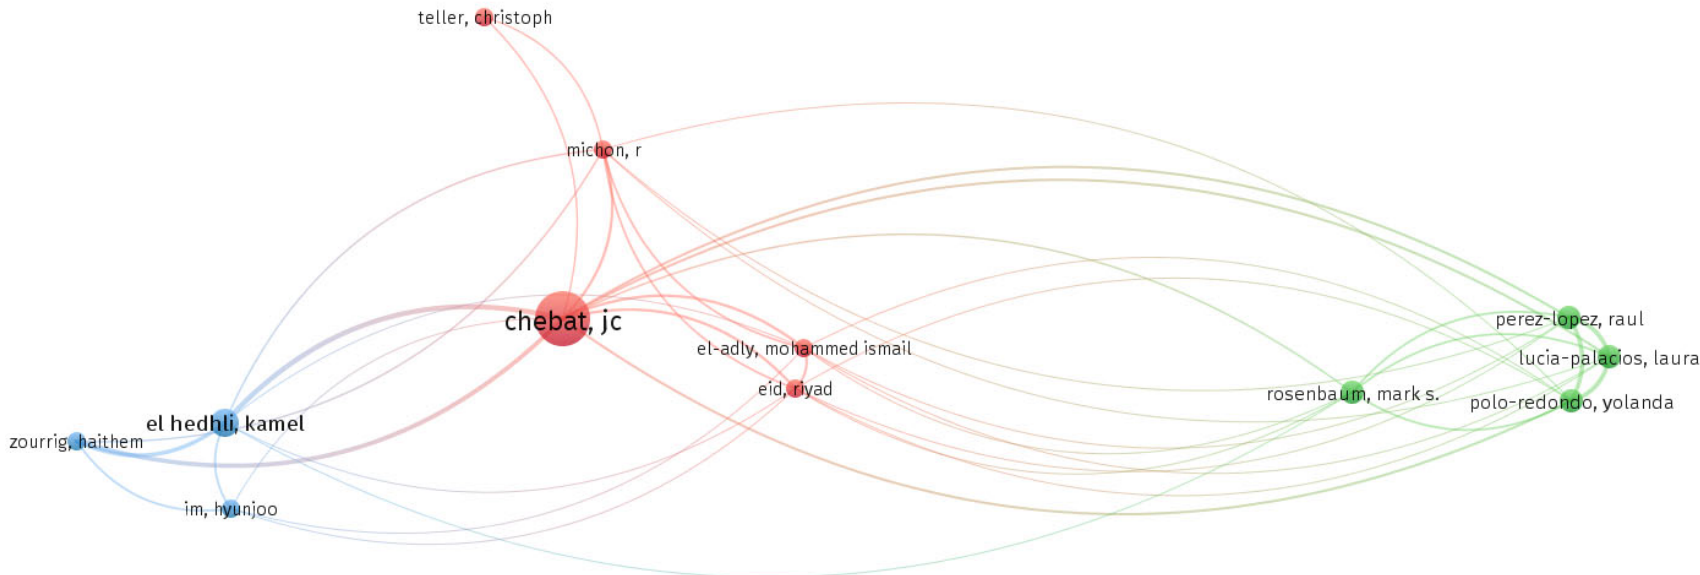 teller, christoph
michon, r
chebat, jc
perez-lopez, raul
el-adly, mohammed ismail
lucia-palacios, laura
eid, riyad
rosenbaum, mark s.
polo-redondo, yolanda
el hedhli, kamel
zourrig, haithem
im, hyunjoo